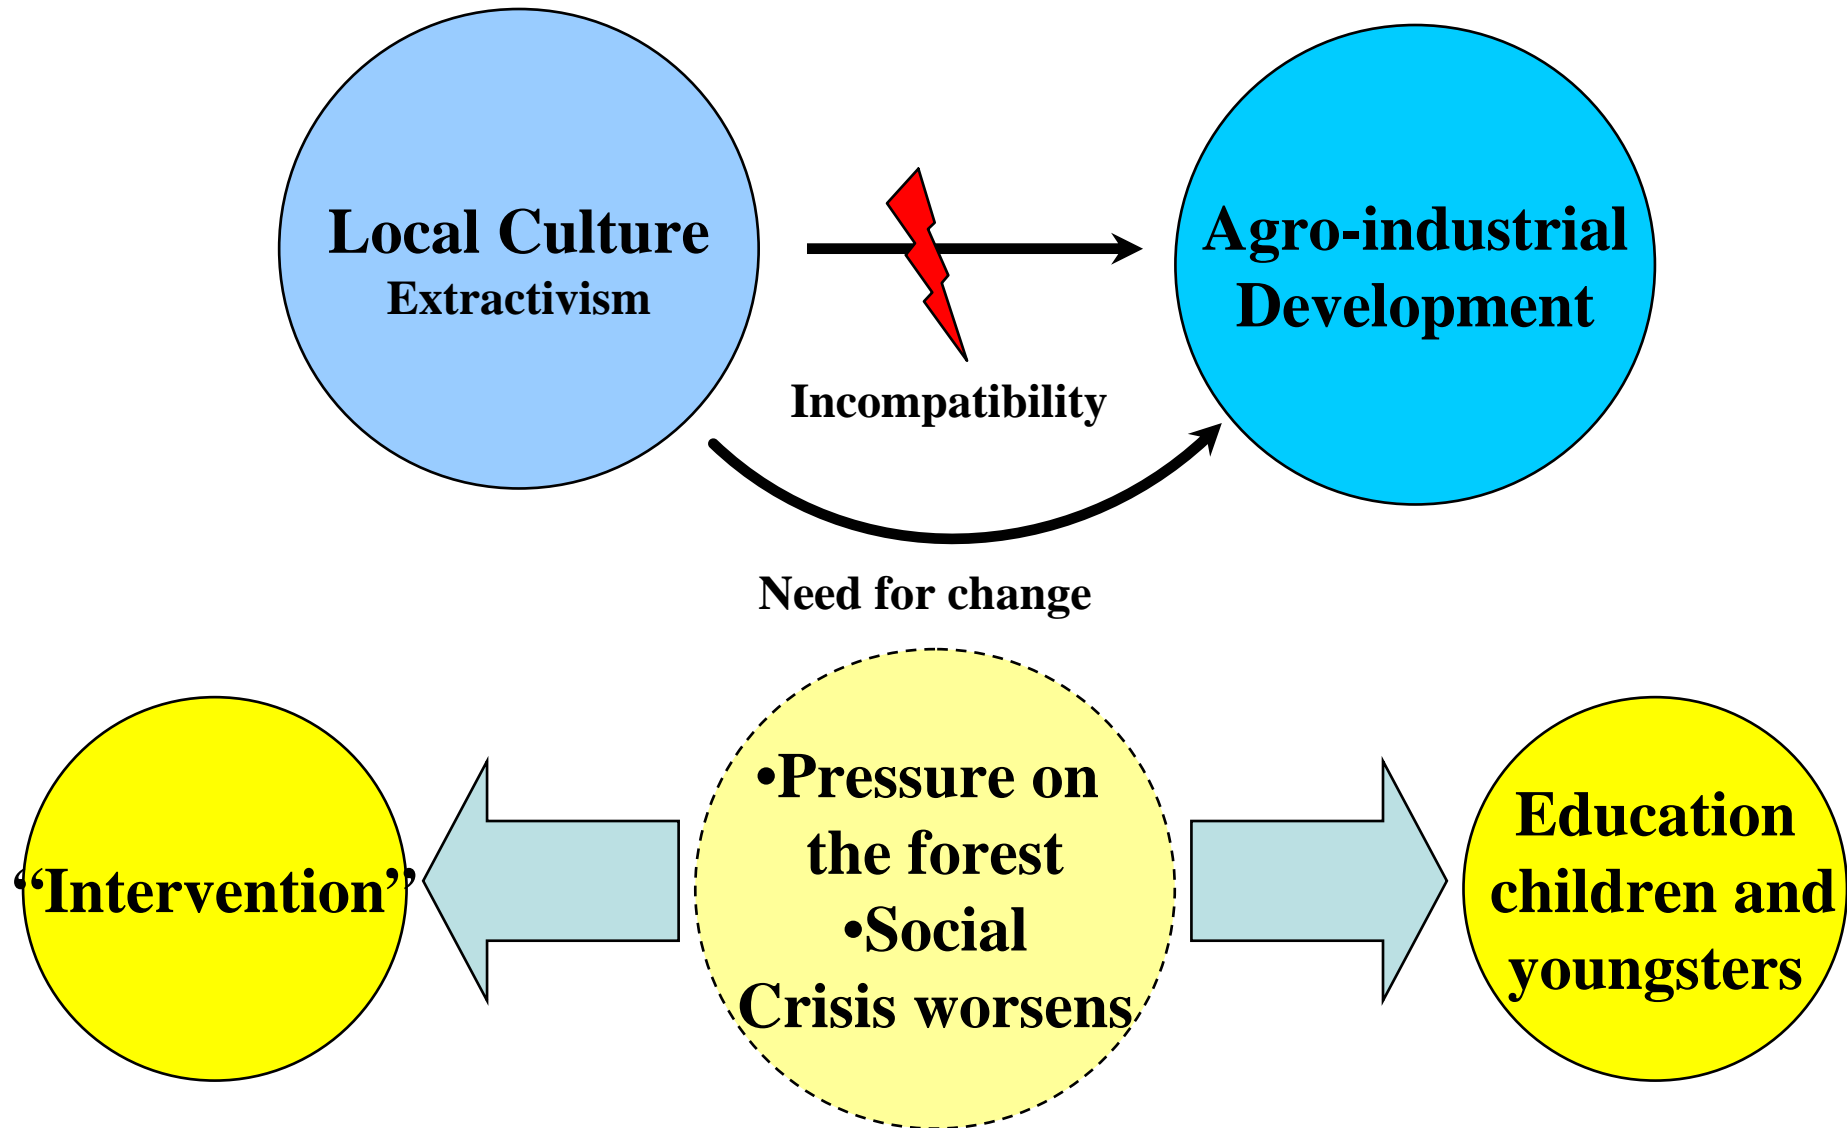 Local Culture
Extractivism
Agro-industrial
Development
Incompatibility
Need for change
“Intervention”
•Pressure on
the forest
•Social
Crisis worsens
Education
children and
youngsters